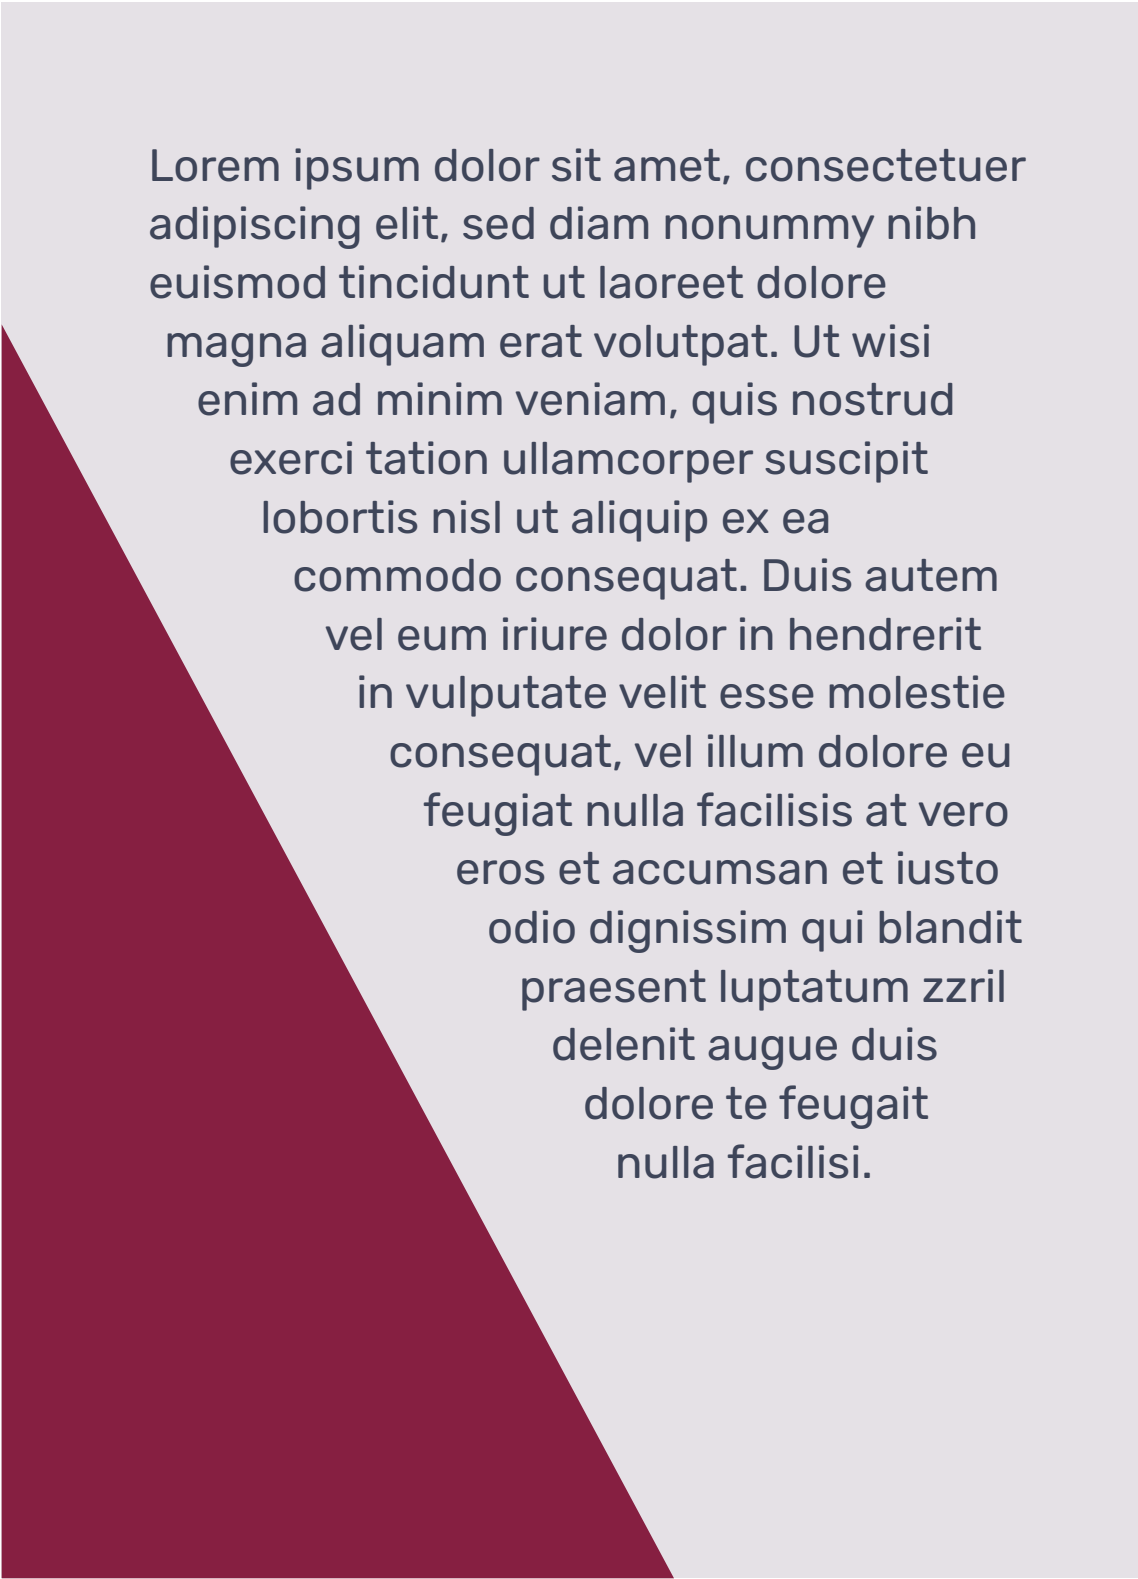 Lorem ipsum dolor sit amet, consectetuer
adipiscing elit, sed diam nonummy nibh
euismod tincidunt ut laoreet dolore
magna aliquam erat volutpat. Ut wisi
enim ad minim veniam, quis nostrud
exerci tation ullamcorper suscipit
lobortis nisl ut aliquip ex ea
commodo consequat. Duis autem
vel eum iriure dolor in hendrerit
in vulputate velit esse molestie
consequat, vel illum dolore eu
feugiat nulla facilisis at vero
eros et accumsan et iusto
odio dignissim qui blandit
praesent luptatum zzril
delenit augue duis
dolore te feugait
nulla facilisi.